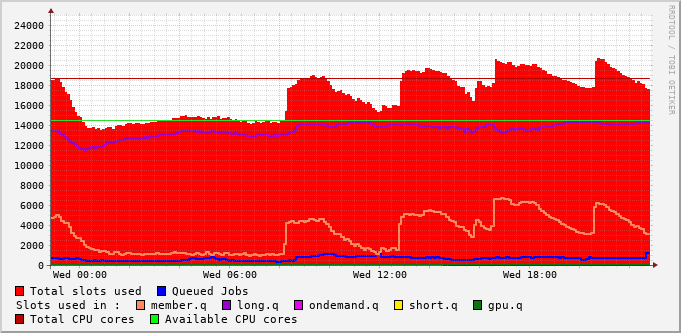 24000
22000
20000
18000
16000
14000
12000
10000
8000
6000
4000
2000
0
Wed 00:00 Wed 06:00 Wed 12:00 Wed 18:00
RRDTOOL / TOBI OETIKER
Total slots used Queued Jobs
Slots used in : member.q long.q ondemand.q short.q gpu.q
Total CPU cores Available CPU cores